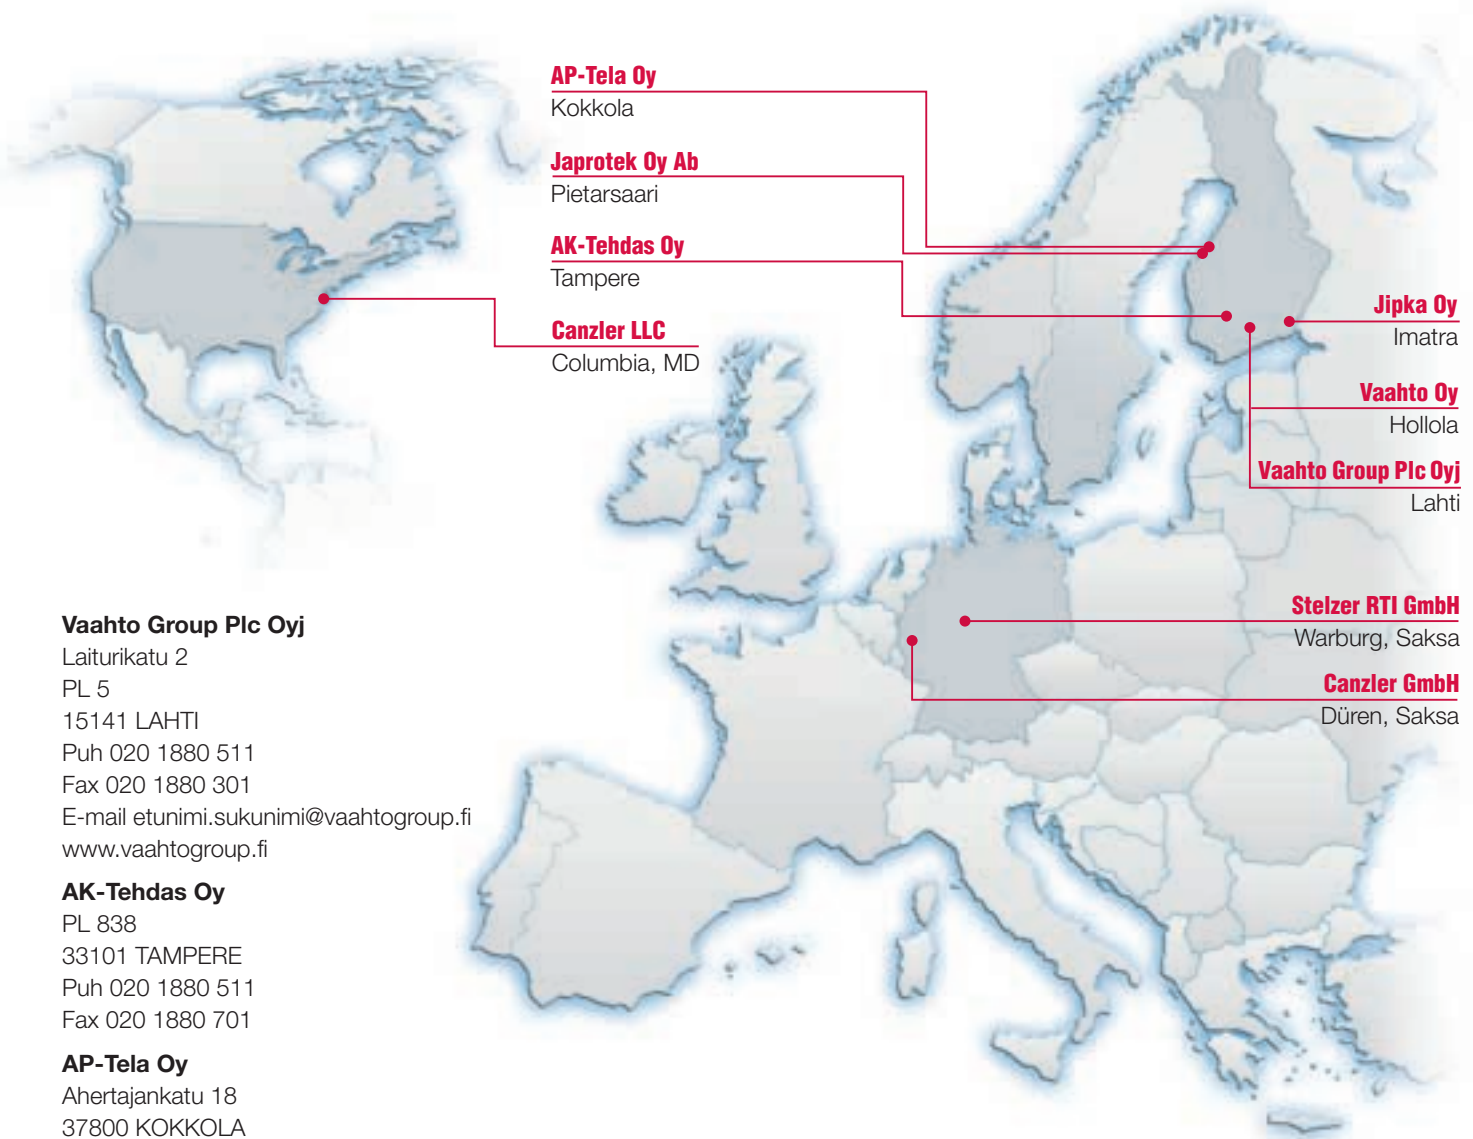 AP-Tela Oy
Kokkola
Japrotek Oy Ab
Pietarsaari
AK-Tehdas Oy
Tampere
Canzler LLC
Columbia, MD
Jipka Oy
Imatra
Vaahto Oy
Hollola
Vaahto Group Plc Oyj
Lahti
Stelzer RTI GmbH
Warburg, Saksa
Canzler GmbH
Düren, Saksa
Vaahto Group Plc Oyj
Laiturikatu 2
PL 5
15141 LAHTI
Puh 020 1880 511
Fax 020 1880 301
E-mail etunimi.sukunimi@vaahtogroup.fi
www.vaahtogroup.fi
AK-Tehdas Oy
PL 838
33101 TAMPERE
Puh 020 1880 511
Fax 020 1880 701
AP-Tela Oy
Ahertajankatu 18
37800 KOKKOLA